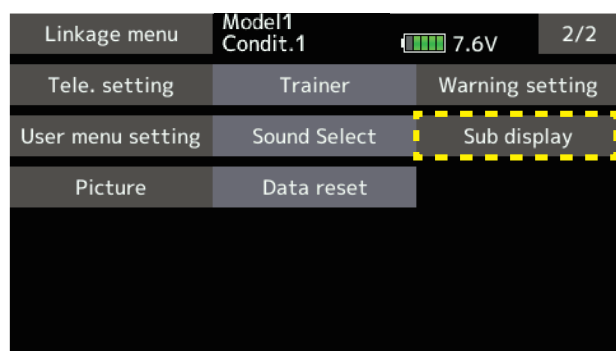 Linkage menu
Model1
Condit.1
7.6V
2/2
Tele. setting
Trainer
Warning setting
User menu setting
Sound Select
Sub display
Picture
Data reset